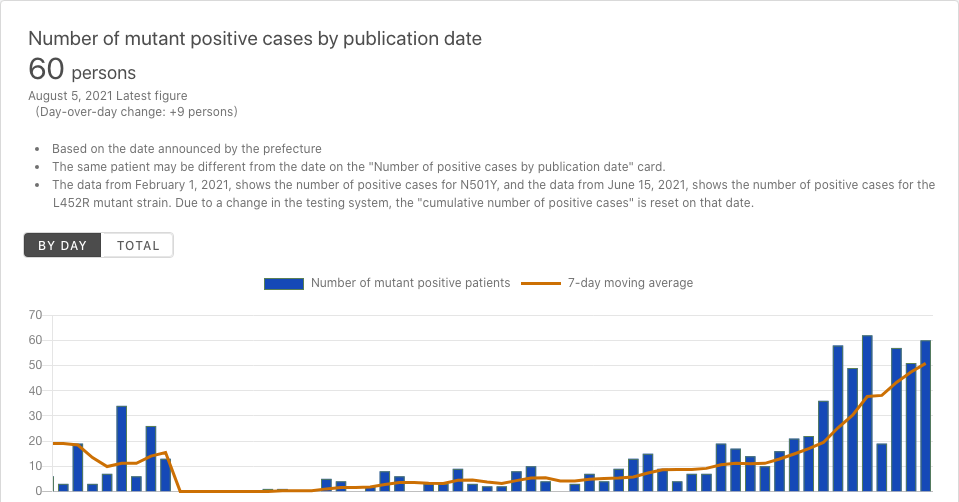 Number of mutant positive cases by publication date
60 persons
August 5, 2021 Latest figure
(Day-over-day change: +9 persons)
• Based on the date announced by the prefecture
• The same patient may be different from the date on the "Number of positive cases by publication date" card.
• The data from February 1, 2021, shows the number of positive cases for N501Y, and the data from June 15, 2021, shows the number of positive cases for the
L452R mutant strain. Due to a change in the testing system, the "cumulative number of positive cases" is reset on that date.
BY DAY TOTAL
Number of mutant positive patients 7-day moving average
70
60
50
40
30
20
10